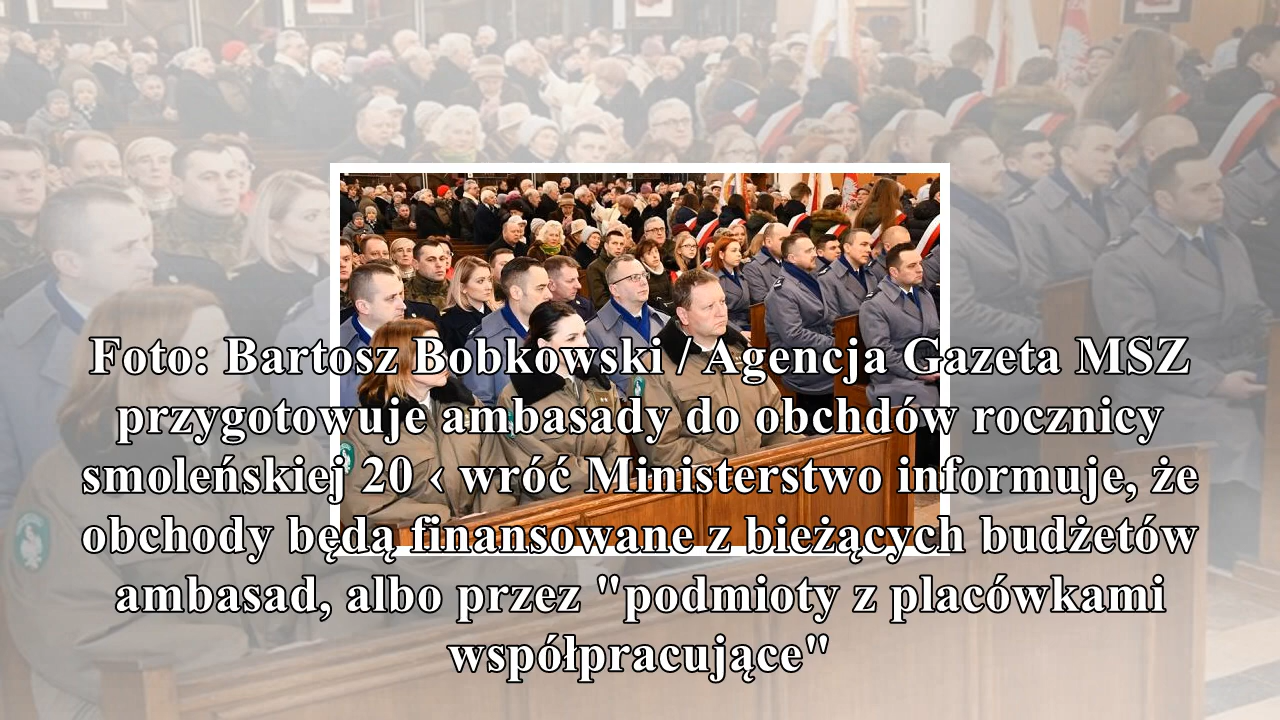 Foto: Bartosz Bobkowski / Agencja Gazeta MSZ
przygotowuje ambasady do obchdów rocznicy
smoleńskiej 20 ‹ wróć Ministerstwo informuje, że
obchody będą finansowane z bieżących budżetów
ambasad, albo przez "podmioty z placówkami
współpracujące"